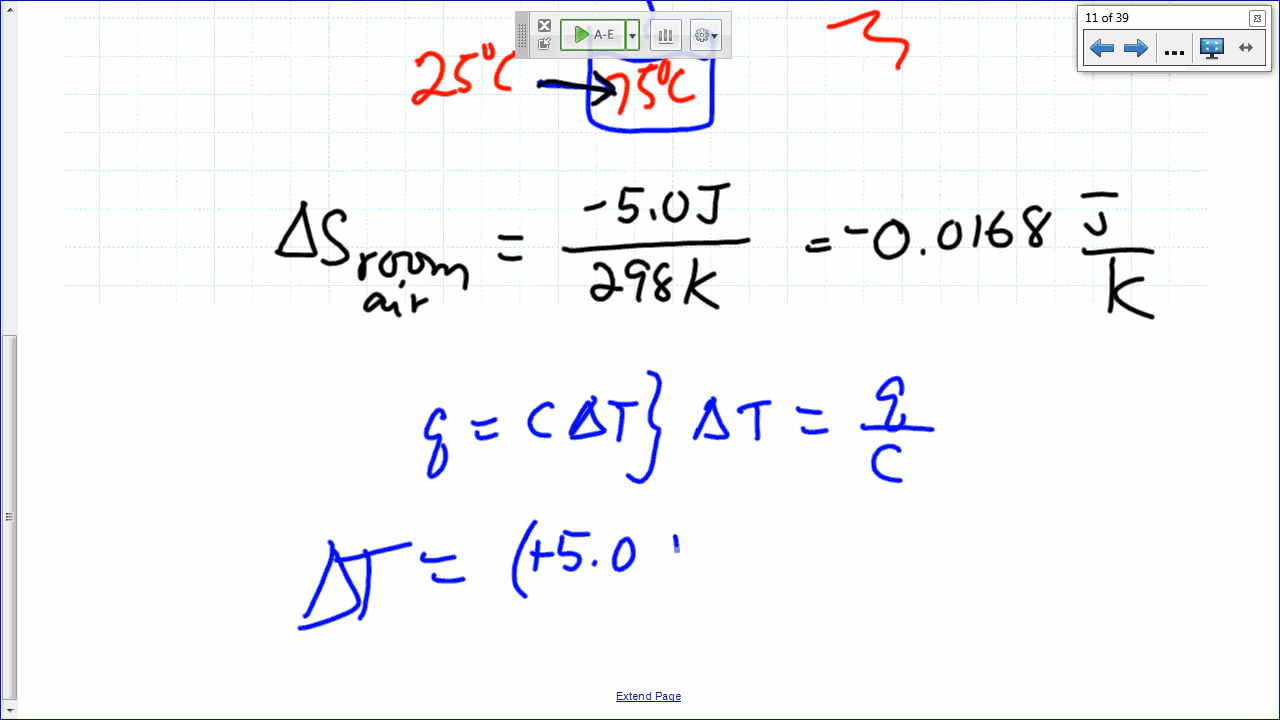 A-E
11 of 39
25°C → 75°C
ΔS room air = -5.0J / 298K = -0.0168 J / K
q = CΔT} ΔT = q / C
ΔT = (+5.0
Extend Page